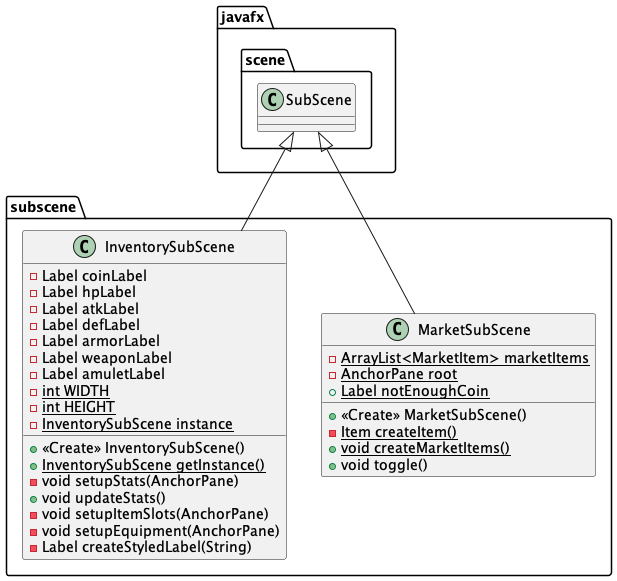 javafx
scene
C SubScene
subscene
C InventorySubScene
Label coinLabel
Label hpLabel
Label atkLabel
Label defLabel
Label armorLabel
Label weaponLabel
Label amuletLabel
int WIDTH
int HEIGHT
InventorySubScene instance
«Create» InventorySubScene()
InventorySubScene getInstance()
void setupStats(AnchorPane)
void updateStats()
void setupItemSlots(AnchorPane)
void setupEquipment(AnchorPane)
Label createStyledLabel(String)
C MarketSubScene
ArrayList<MarketItem> marketItems
AnchorPane root
Label notEnoughCoin
«Create» MarketSubScene()
Item createItem()
void createMarketItems()
void toggle()